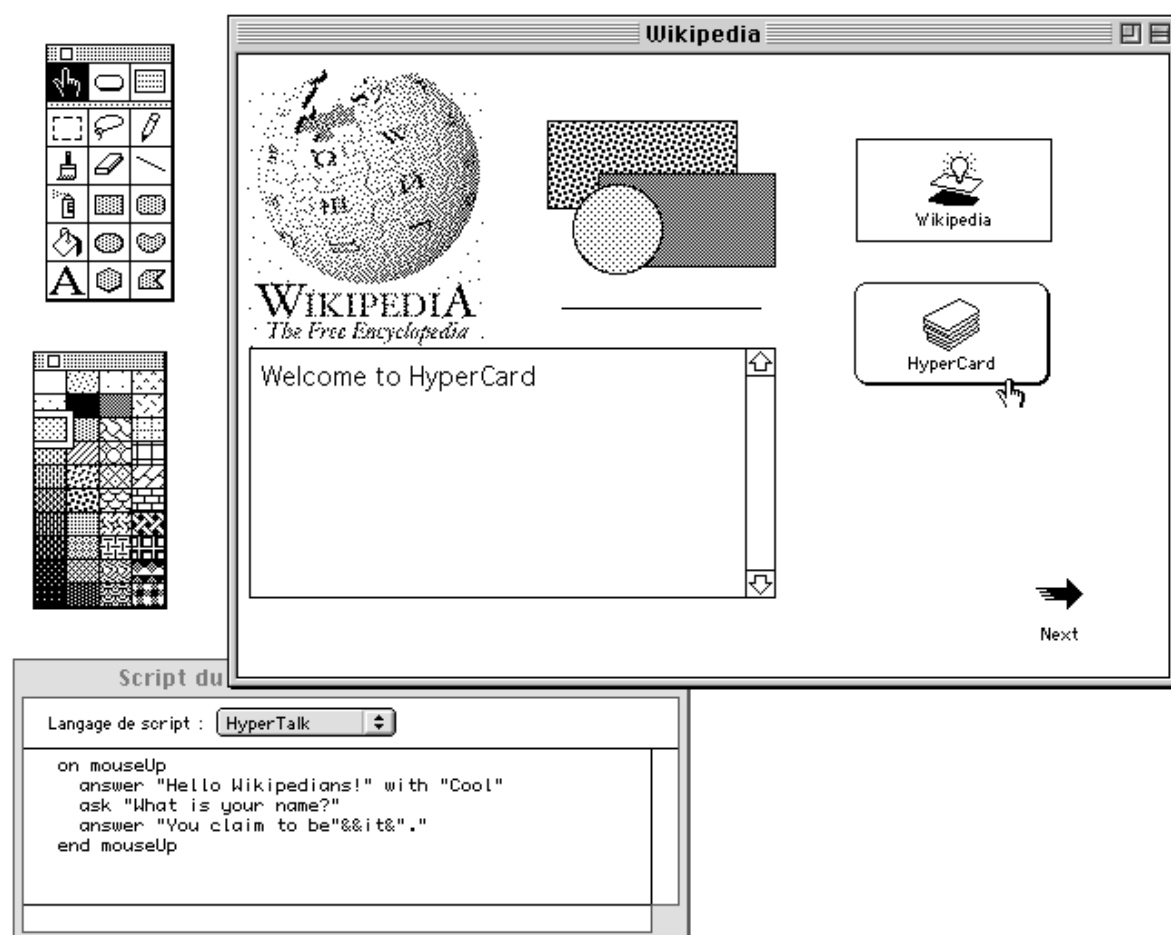 Wikipedia
WIKIPEDIA
The Free Encyclopedia
Wikipedia
HyperCard
Welcome to HyperCard
Next
A
Script du
Langage de script : HyperTalk
on mouseUp
answer "Hello Wikipedians!" with "Cool"
ask "What is your name?"
answer "You claim to be"&&it&"."
end mouseUp